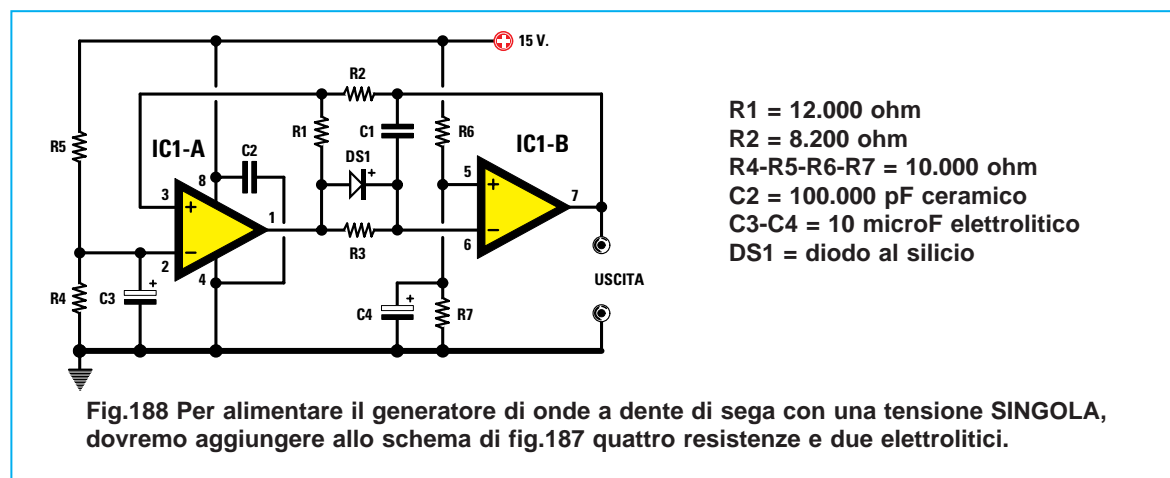 15 V.
R2
R5
IC1-A
C2
R1
C1
R6
IC1-B
8
DS1
+
5
+
3
+
1
7
−
R3
−
2
6
4
USCITA
R4
C3
+
C4
+
R7
R1 = 12.000 ohm
R2 = 8.200 ohm
R4-R5-R6-R7 = 10.000 ohm
C2 = 100.000 pF ceramico
C3-C4 = 10 microF elettrolitico
DS1 = diodo al silicio
Fig.188 Per alimentare il generatore di onde a dente di sega con una tensione SINGOLA,
dovremo aggiungere allo schema di fig.187 quattro resistenze e due elettrolitici.